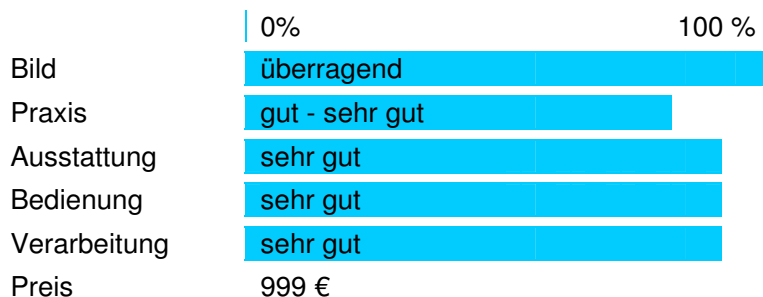 0% 100 %
Bild überragend
Praxis gut - sehr gut
Ausstattung sehr gut
Bedienung sehr gut
Verarbeitung sehr gut
Preis 999 €